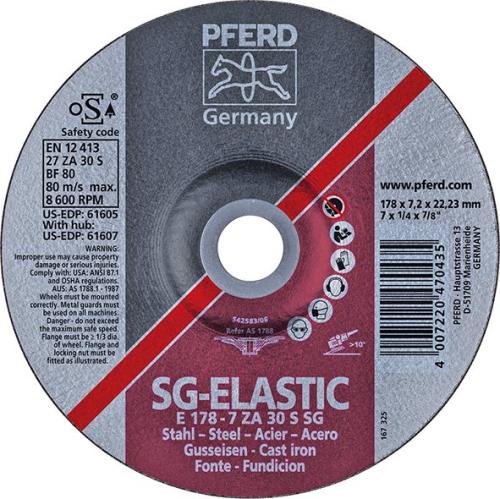 PFERD
Germany
OSA
Safety code
EN 12 413
27 ZA 30 S
BF 80
80 m/s max.
8 600 RPM
US-EDP: 61605
With hub:
US-EDP: 61607
WARNING:
Improper use may cause property
damage or serious injuries.
Comply with: USA: ANSI B7.1
and OSHA regulations.
AUS: AS 1788.1 - 1987
Wheels must be mounted
correctly. Metal guards must
be used on all machines.
Danger - do not exceed
the maximum safe speed.
Flange must be ≥ 1/3 dia.
of wheel. Flange and
locking nut must be
fitted as illustrated.
www.pferd.com
178 x 7,2 x 22,23 mm
7 x 1/4 x 7/8"
PFERD - Hauptstrasse 13
D-51709 Marienheide
GERMANY
4 007220 470435
542583/06
Refer AS 1788
>10°
SG-ELASTIC
E 178-7 ZA 30 S SG
Stahl – Steel – Acier – Acero
Gusseisen - Cast iron
Fonte - Fundicion
167 325